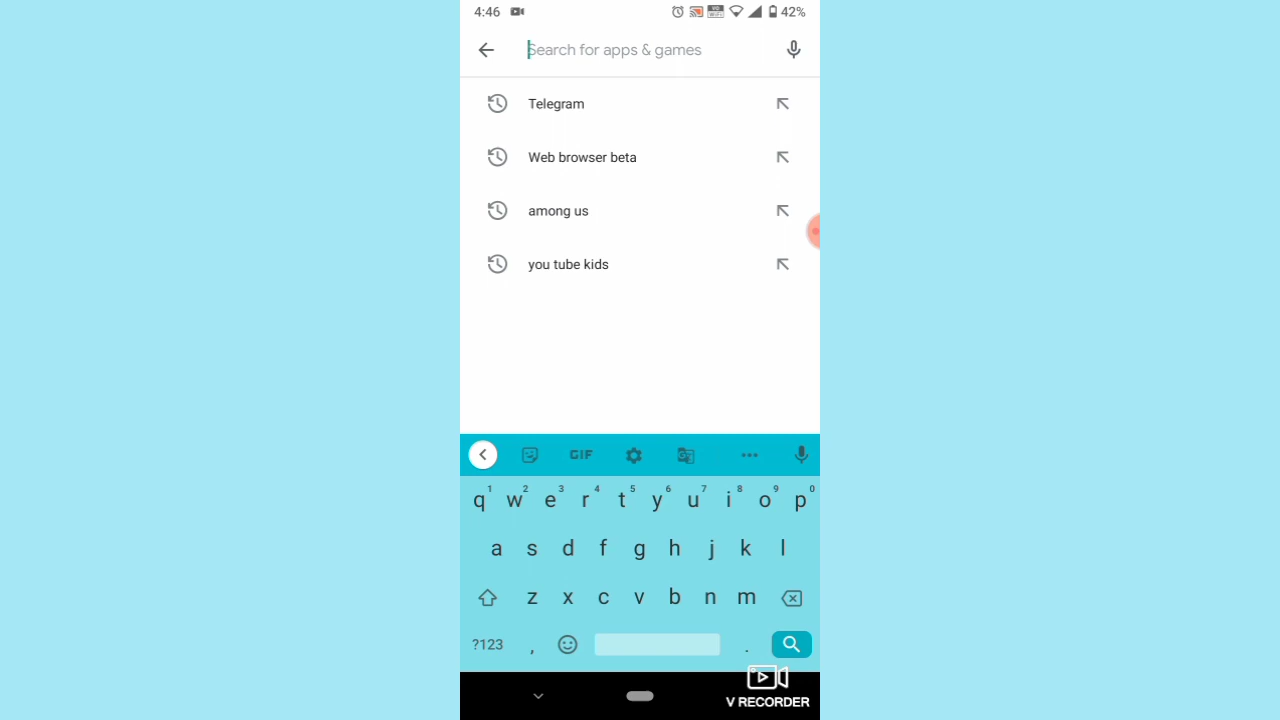 4:46 42%
Search for apps & games
Telegram
Web browser beta
among us
you tube kids
GIF
q1 w2 e3 r4 t5 y6 u7 i8 o9 p0
a s d f g h j k l
z x c v b n m
?123 , .
V RECORDER